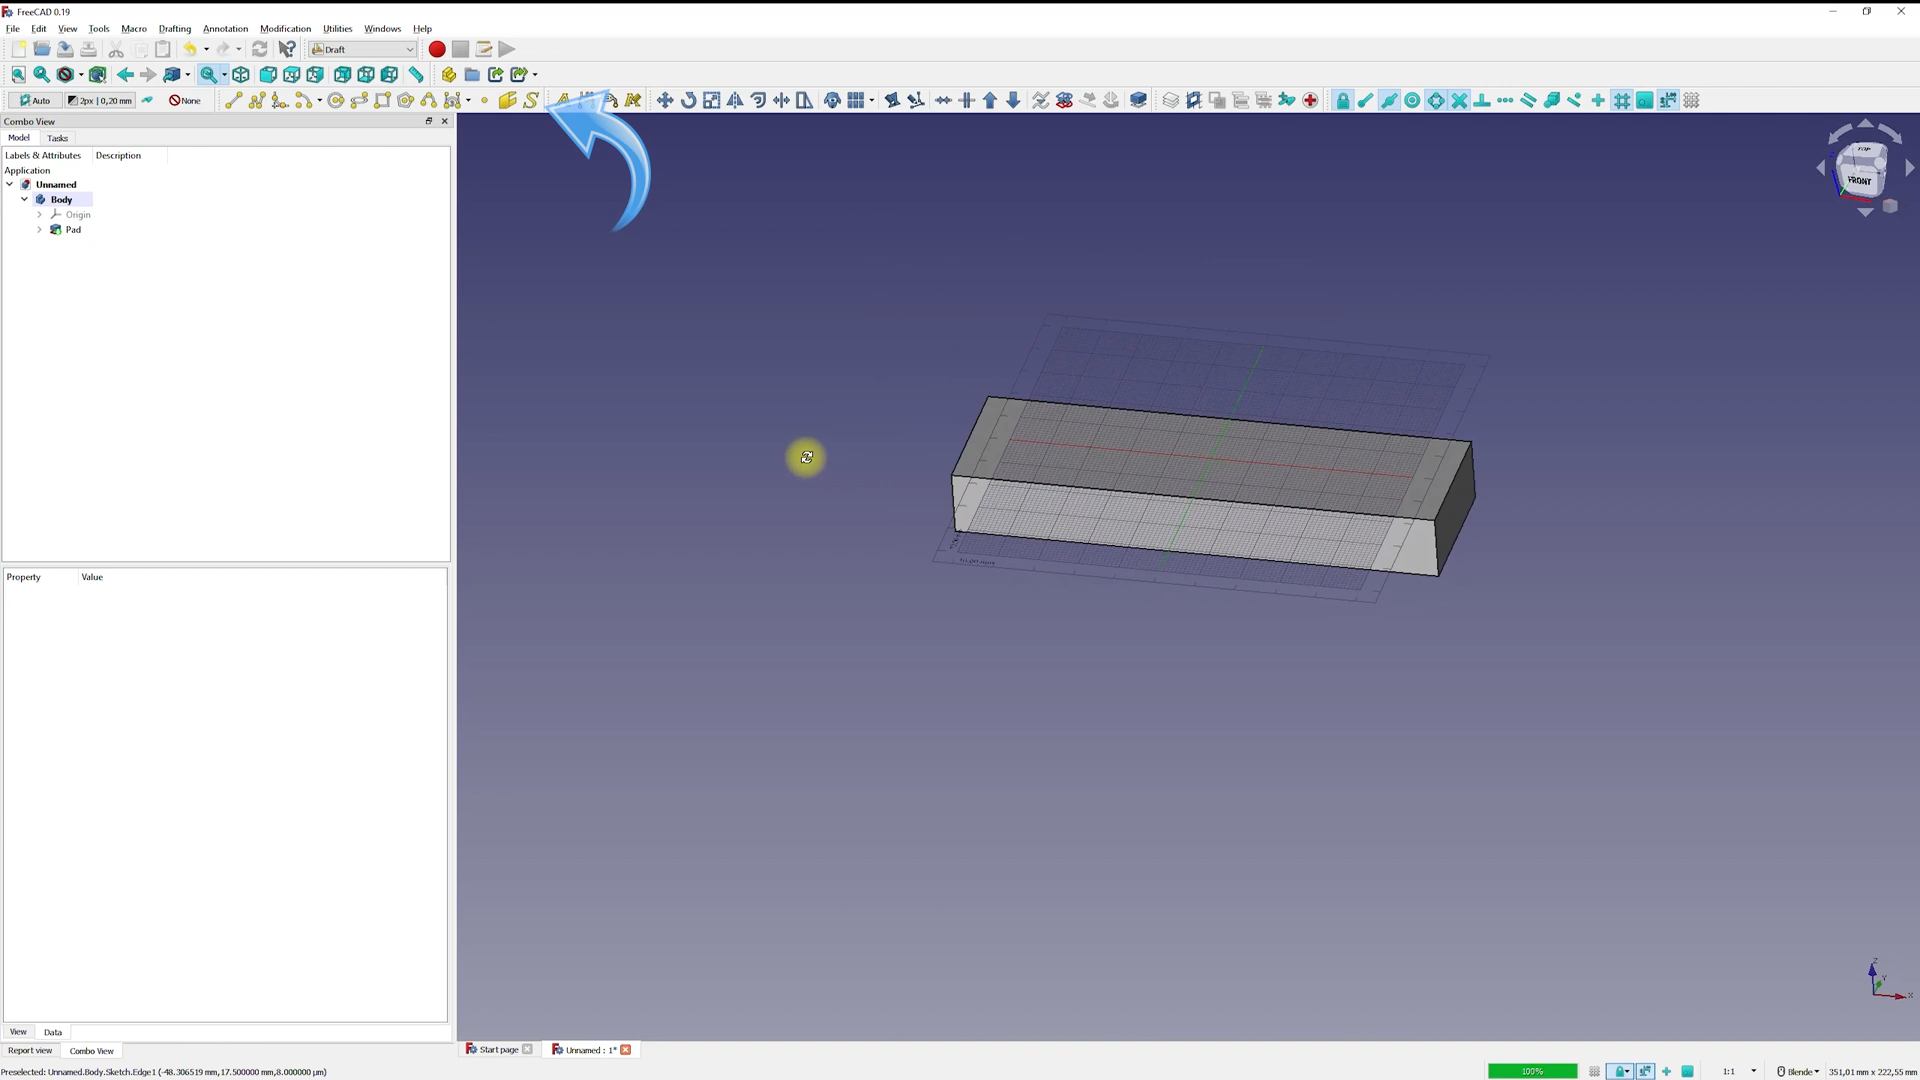 FreeCAD 0.19
File Edit View Tools Macro Drafting Annotation Modification Utilities Windows Help
Draft
Auto 2px | 0,20 mm None
Combo View
Model Tasks
Labels & Attributes Description
Application
Unnamed
Body
Origin
Pad
TOP
FRONT
Property Value
Z
Y
X
View Data
Report view Combo View
Start page Unnamed : 1*
Preselected: Unnamed.Body.Sketch.Edge1 (-48.306519 mm,17.500000 mm,8.000000 µm)
100% 1:1 Blende 351,01 mm x 222,55 mm